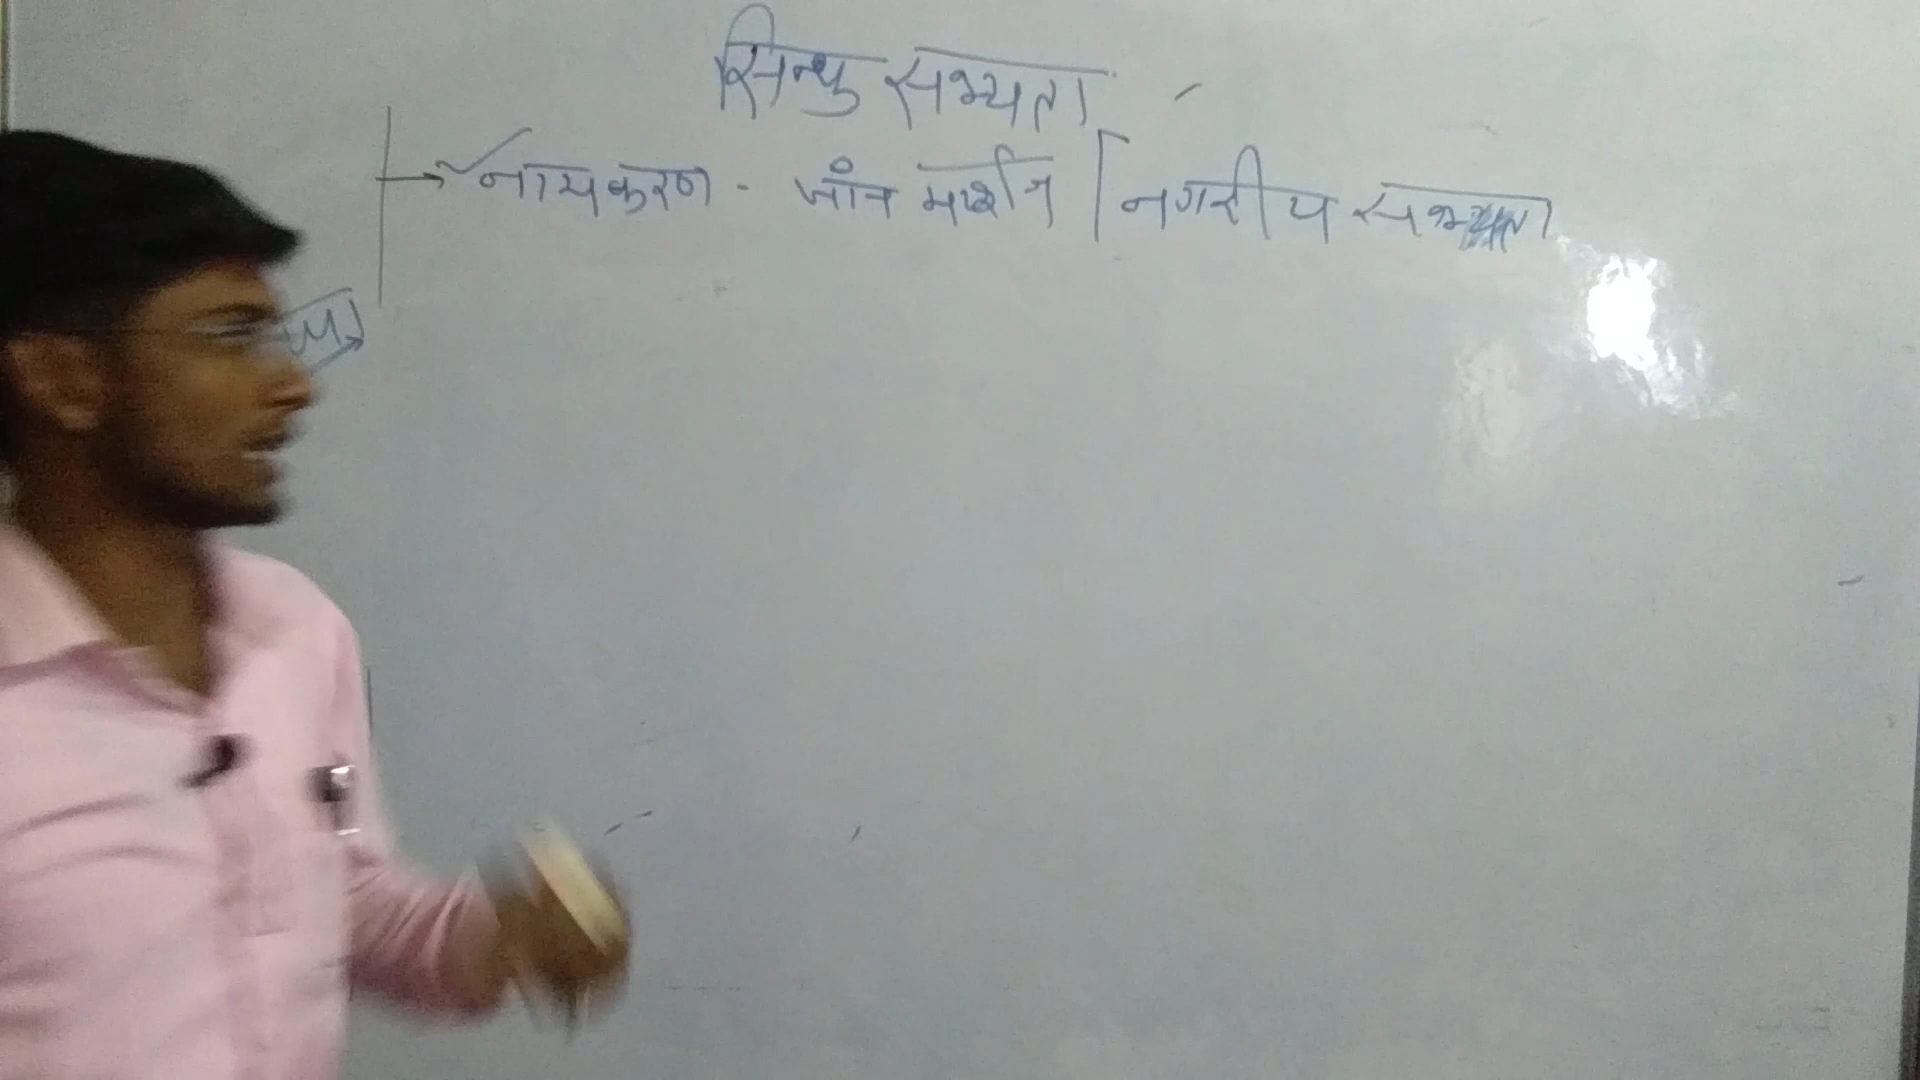 सिन्धु सभ्यता
→ नामकरण - जॉन मार्शल [ नगरीय सभ्यता